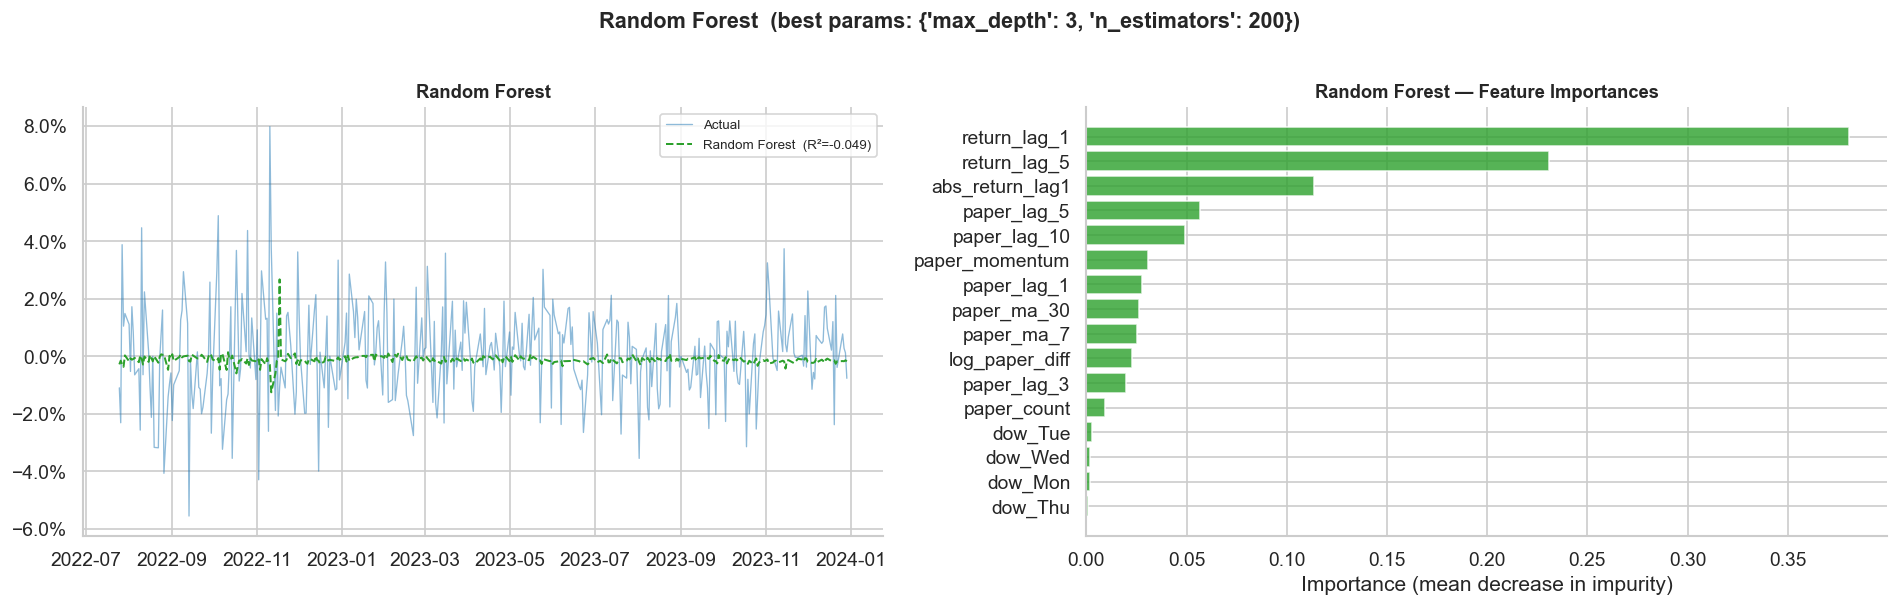 Random Forest  (best params: {'max_depth': 3, 'n_estimators': 200})
Random Forest
8.0%
6.0%
4.0%
2.0%
0.0%
−2.0%
−4.0%
−6.0%
Actual
Random Forest  (R²=-0.049)
2022-07 2022-09 2022-11 2023-01 2023-03 2023-05 2023-07 2023-09 2023-11 2024-01
Random Forest — Feature Importances
return_lag_1
return_lag_5
abs_return_lag1
paper_lag_5
paper_lag_10
paper_momentum
paper_lag_1
paper_ma_30
paper_ma_7
log_paper_diff
paper_lag_3
paper_count
dow_Tue
dow_Wed
dow_Mon
dow_Thu
0.00 0.05 0.10 0.15 0.20 0.25 0.30 0.35
Importance (mean decrease in impurity)